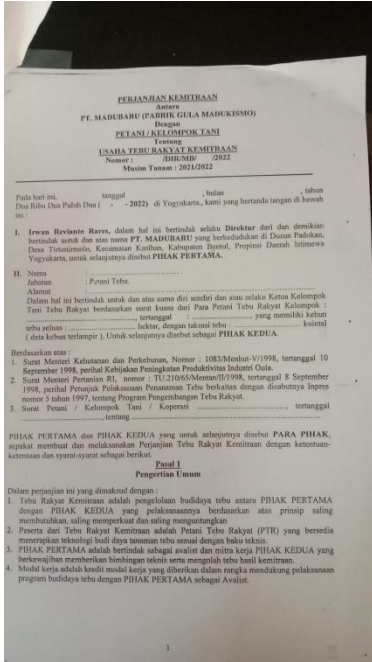 PERJANJIAN KEMITRAAN
Antara
PT. MADUBARU (PABRIK GULA MADUKISMO)
Dengan
PETANI / KELOMPOK TANI
Tentang
USAHA TEBU RAKYAT KEMITRAAN
Nomor : /DIR/MB/ /2022
Musim Tanam : 2021/2022
Pada hari ini, tanggal , bulan , tahun
Dua Ribu Dua Puluh Dua ( - - 2022) di Yogyakarta, kami yang bertanda tangan di bawah
ini :
I. Irwan Revianto Rares, dalam hal ini bertindak selaku Direktur dari dan demikian
bertindak untuk dan atas nama PT. MADUBARU yang berkedudukan di Dusun Padokan,
Desa Tirtonirmolo, Kecamatan Kasihan, Kabupaten Bantul, Propinsi Daerah Istimewa
Yogyakarta, untuk selanjutnya disebut PIHAK PERTAMA.
II. Nama : ................................
Jabatan : Petani Tebu.
Alamat : ................................
Dalam hal ini bertindak untuk dan atas nama diri sendiri dan atau selaku Ketua Kelompok
Tani Tebu Rakyat berdasarkan surat kuasa dari Para Petani Tebu Rakyat Kelompok :
................................, tertanggal : ................ yang memiliki kebun
tebu seluas : ................ hektar, dengan taksasi tebu : ................ kuintal
( data kebun terlampir ), Untuk selanjutnya disebut sebagai PIHAK KEDUA.
Berdasarkan atas :
1. Surat Menteri Kehutanan dan Perkebunan, Nomor : 1083/Menhut-V/1998, tertanggal 10
September 1998, perihal Kebijakan Peningkatan Produktivitas Industri Gula.
2. Surat Menteri Pertanian RI, nomor : TU.210/65/Mentan/II/1998, tertanggal 8 September
1998, perihal Petunjuk Pelaksanaan Penanaman Tebu berkaitan dengan dicabutnya Inpres
nomor 5 tahun 1997, tentang Program Pengembangan Tebu Rakyat.
3. Surat Petani / Kelompok Tani / Koperasi ................................, tertanggal
................, tentang ................................
PIHAK PERTAMA dan PIHAK KEDUA yang untuk selanjutnya disebut PARA PIHAK,
sepakat membuat dan melaksanakan Perjanjian Tebu Rakyat Kemitraan dengan ketentuan-
ketentuan dan syarat-syarat sebagai berikut.
Pasal 1
Pengertian Umum
Dalam perjanjian ini yang dimaksud dengan :
1. Tebu Rakyat Kemitraan adalah pengelolaan budidaya tebu antara PIHAK PERTAMA
dengan PIHAK KEDUA yang pelaksanaannya berdasarkan atas prinsip saling
membutuhkan, saling memperkuat dan saling menguntungkan
2. Peserta dari Tebu Rakyat Kemitraan adalah Petani Tebu Rakyat (PTR) yang bersedia
menerapkan teknologi budi daya tanaman tebu sesuai dengan baku teknis.
3. PIHAK PERTAMA adalah bertindak sebagai avalist dan mitra kerja PIHAK KEDUA yang
berkewajiban memberikan bimbingan teknis serta mengolah tebu hasil kemitraan.
4. Modal kerja adalah kredit modal kerja yang diberikan dalam rangka mendukung pelaksanaan
program budidaya tebu dengan PIHAK PERTAMA sebagai Avalist.
1